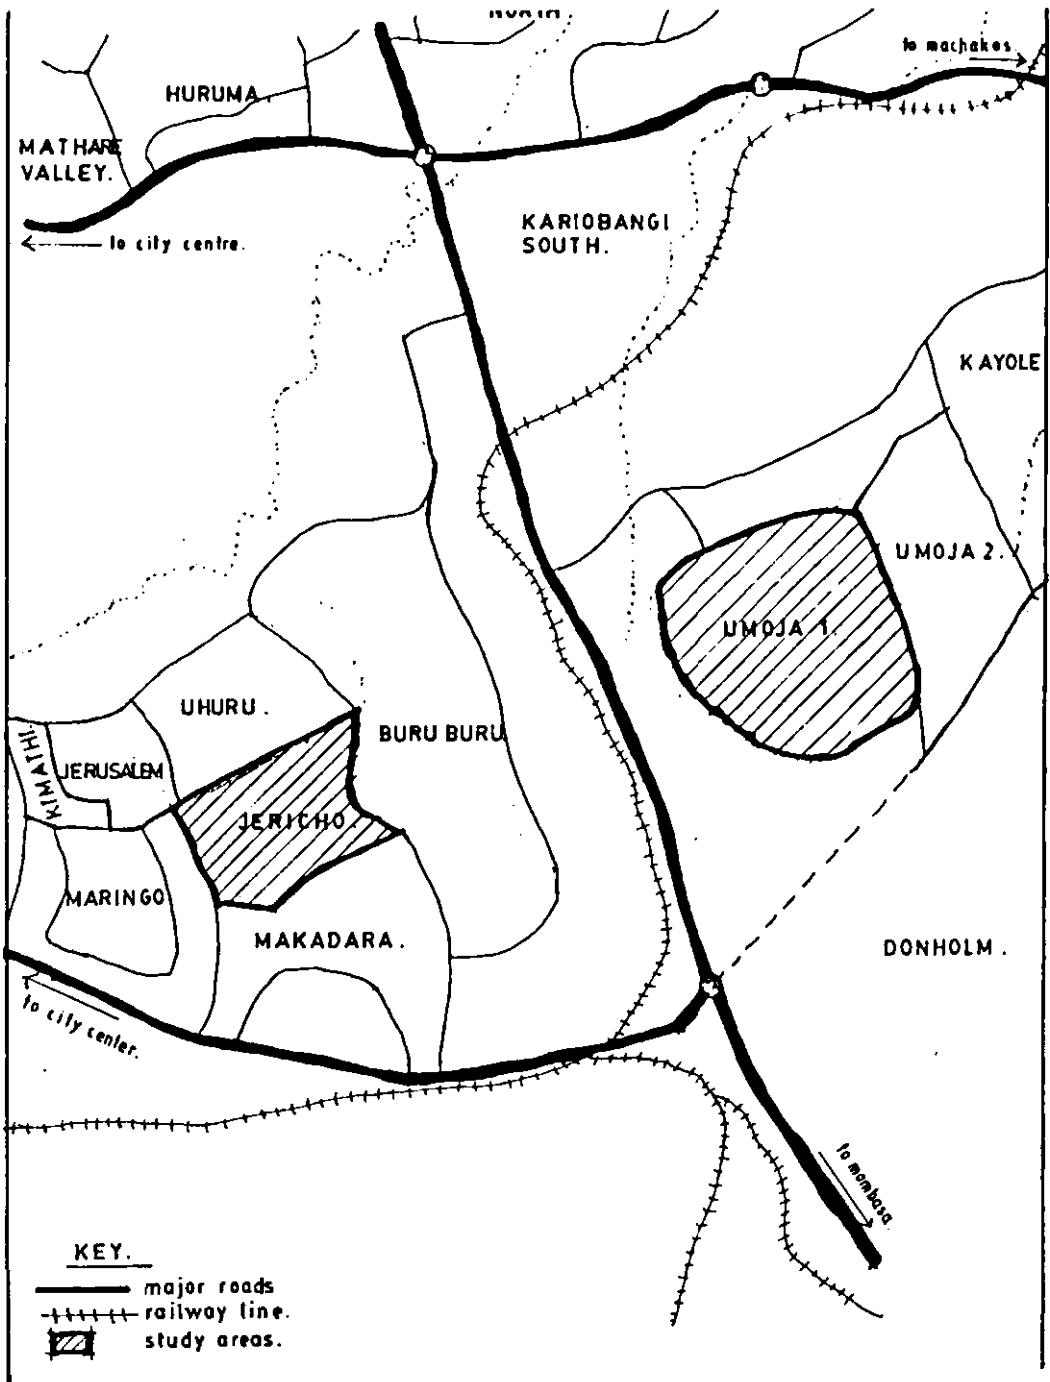 NORTH
to machakos
HURUMA.
MATHARE
VALLEY.
KARIOBANGI
SOUTH.
to city centre.
KAYOLE
UMOJA 2.
UMOJA 1.
UHURU.
BURU BURU
KIMATHI.
JERUSALEM
JERICHO.
MARINGO
MAKADARA.
DONHOLM.
to city center.
to mombasa.
KEY.
major roads
railway line.
study areas.